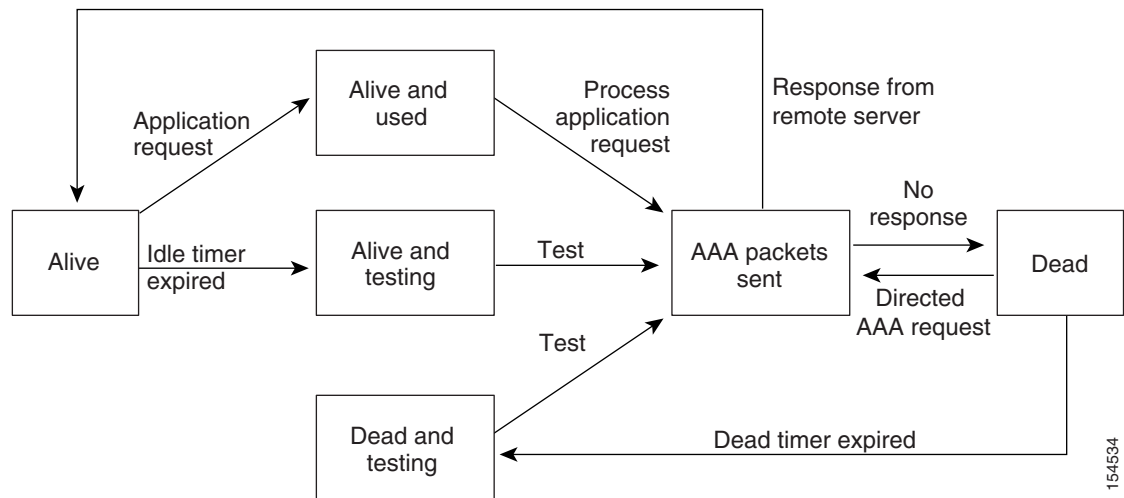 Alive and
used
Process
application
request
Response from
remote server
Application
request
Alive
Idle timer
expired
Alive and
testing
Test
AAA packets
sent
No
response
Directed
AAA request
Dead
Test
Dead and
testing
Dead timer expired
154534